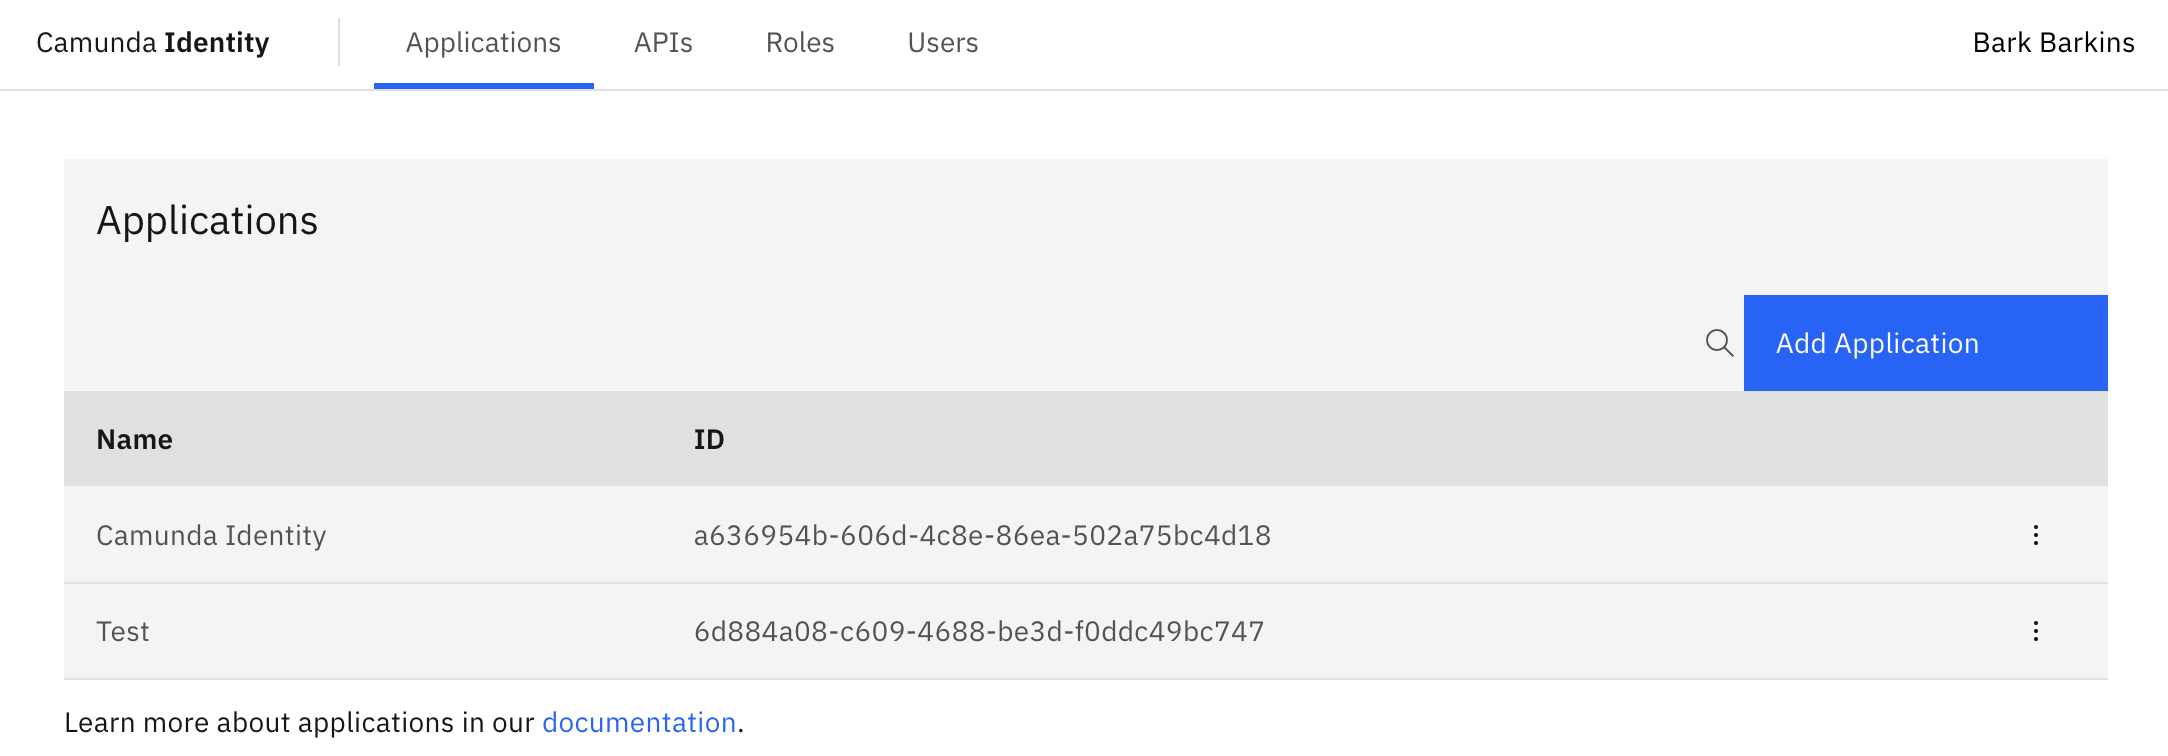 Camunda Identity Applications APIs Roles Users Bark Barkins
Applications
Add Application
Name ID
Camunda Identity a636954b-606d-4c8e-86ea-502a75bc4d18
Test 6d884a08-c609-4688-be3d-f0ddc49bc747
Learn more about applications in our documentation.